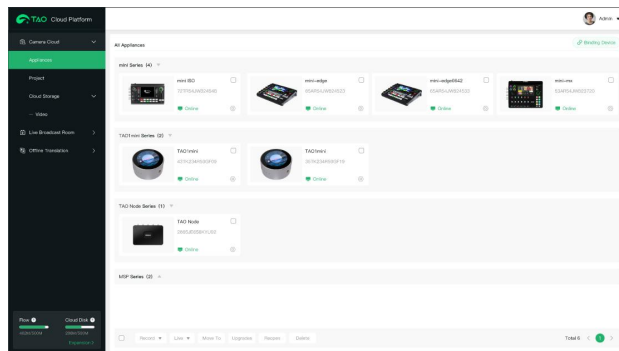 TAO Cloud Platform
Admin
Camera Cloud
Appliances
Project
Cloud Storage
Video
Live Broadcast Room
Offline Translation
Flow
Cloud Disk
Expansion
All Appliances
Binding Device
mini Series (4)
mini ISO
Online
mini-edge
Online
mini-edge8642
Online
mini-mx
Online
TAO1mini Series (2)
TAO1mini
Online
TAO1mini
Online
TAO Node Series (1)
TAO Node
Online
MSP Series (2)
Record
Live
Move To
Upgrade
Delete
Total 6
1